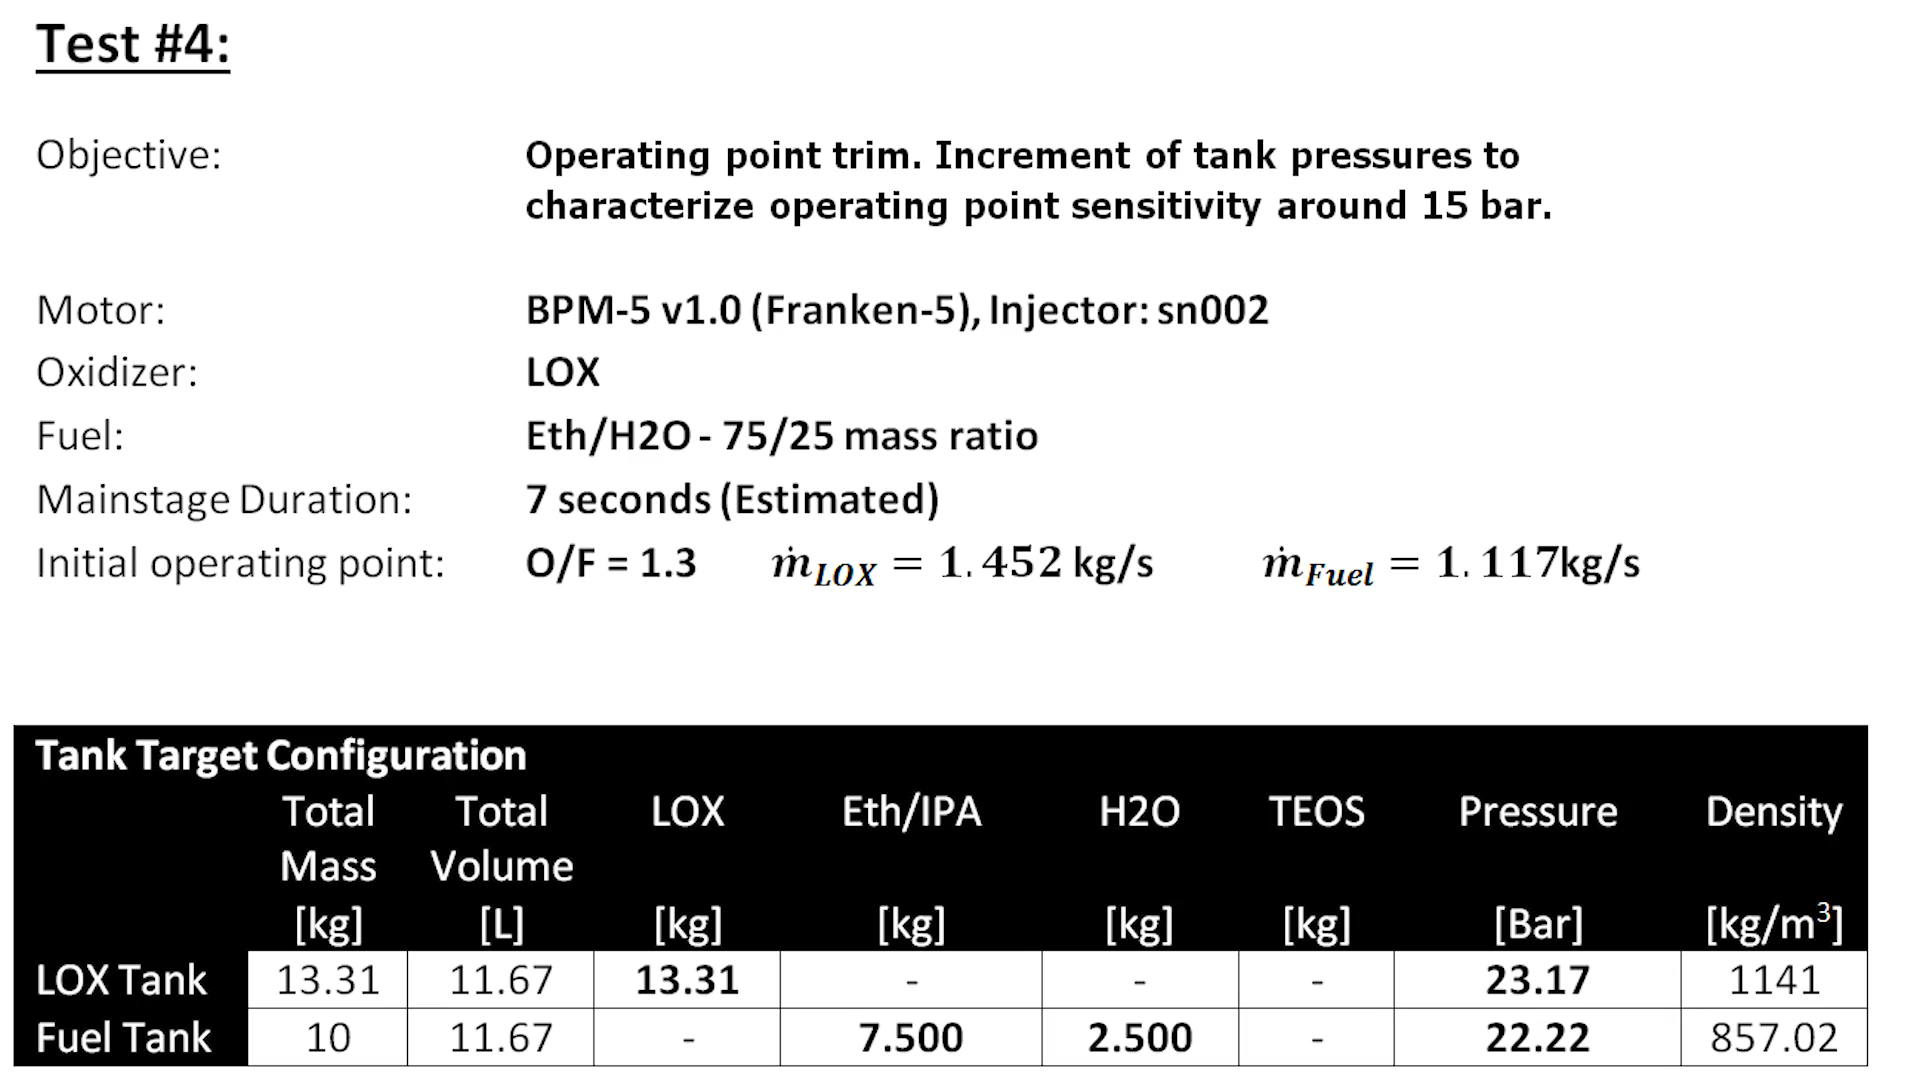 Test #4:
Objective: Operating point trim. Increment of tank pressures to
characterize operating point sensitivity around 15 bar.
Motor: BPM-5 v1.0 (Franken-5), Injector: sn002
Oxidizer: LOX
Fuel: Eth/H2O - 75/25 mass ratio
Mainstage Duration: 7 seconds (Estimated)
Initial operating point: O/F = 1.3 ṁLOX = 1.452 kg/s ṁFuel = 1.117kg/s
Tank Target Configuration
Total Total LOX Eth/IPA H2O TEOS Pressure Density
Mass Volume
[kg] [L] [kg] [kg] [kg] [kg] [Bar] [kg/m³]
LOX Tank 13.31 11.67 13.31 - - - 23.17 1141
Fuel Tank 10 11.67 - 7.500 2.500 - 22.22 857.02